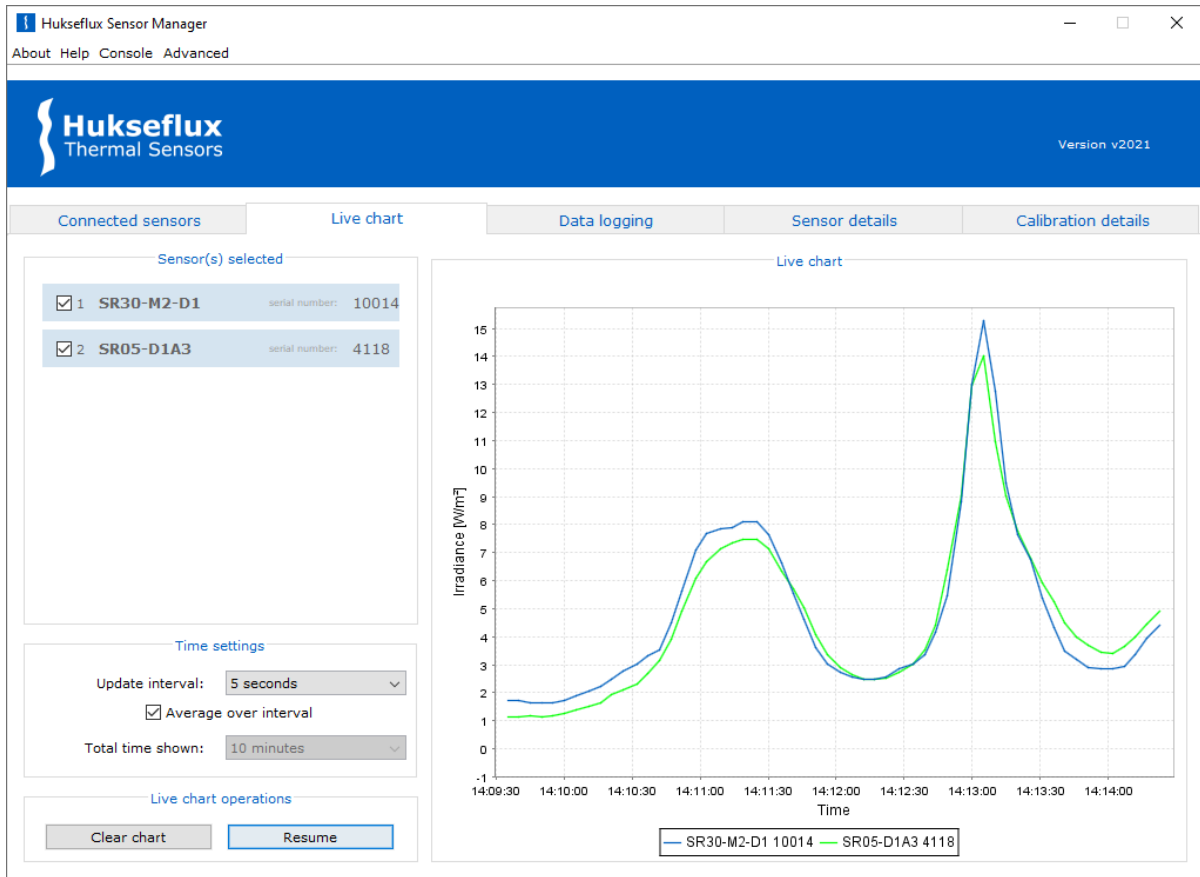 Hukseflux Sensor Manager
About Help Console Advanced
Hukseflux
Thermal Sensors
Version v2021
Connected sensors Live chart Data logging Sensor details Calibration details
Sensor(s) selected
1 SR30-M2-D1 serial number: 10014
2 SR05-D1A3 serial number: 4118
Time settings
Update interval: 5 seconds
Average over interval
Total time shown: 10 minutes
Live chart operations
Clear chart Resume
Live chart
Irradiance [W/m²]
15
14
13
12
11
10
9
8
7
6
5
4
3
2
1
0
-1
14:09:30 14:10:00 14:10:30 14:11:00 14:11:30 14:12:00 14:12:30 14:13:00 14:13:30 14:14:00
Time
SR30-M2-D1 10014 SR05-D1A3 4118